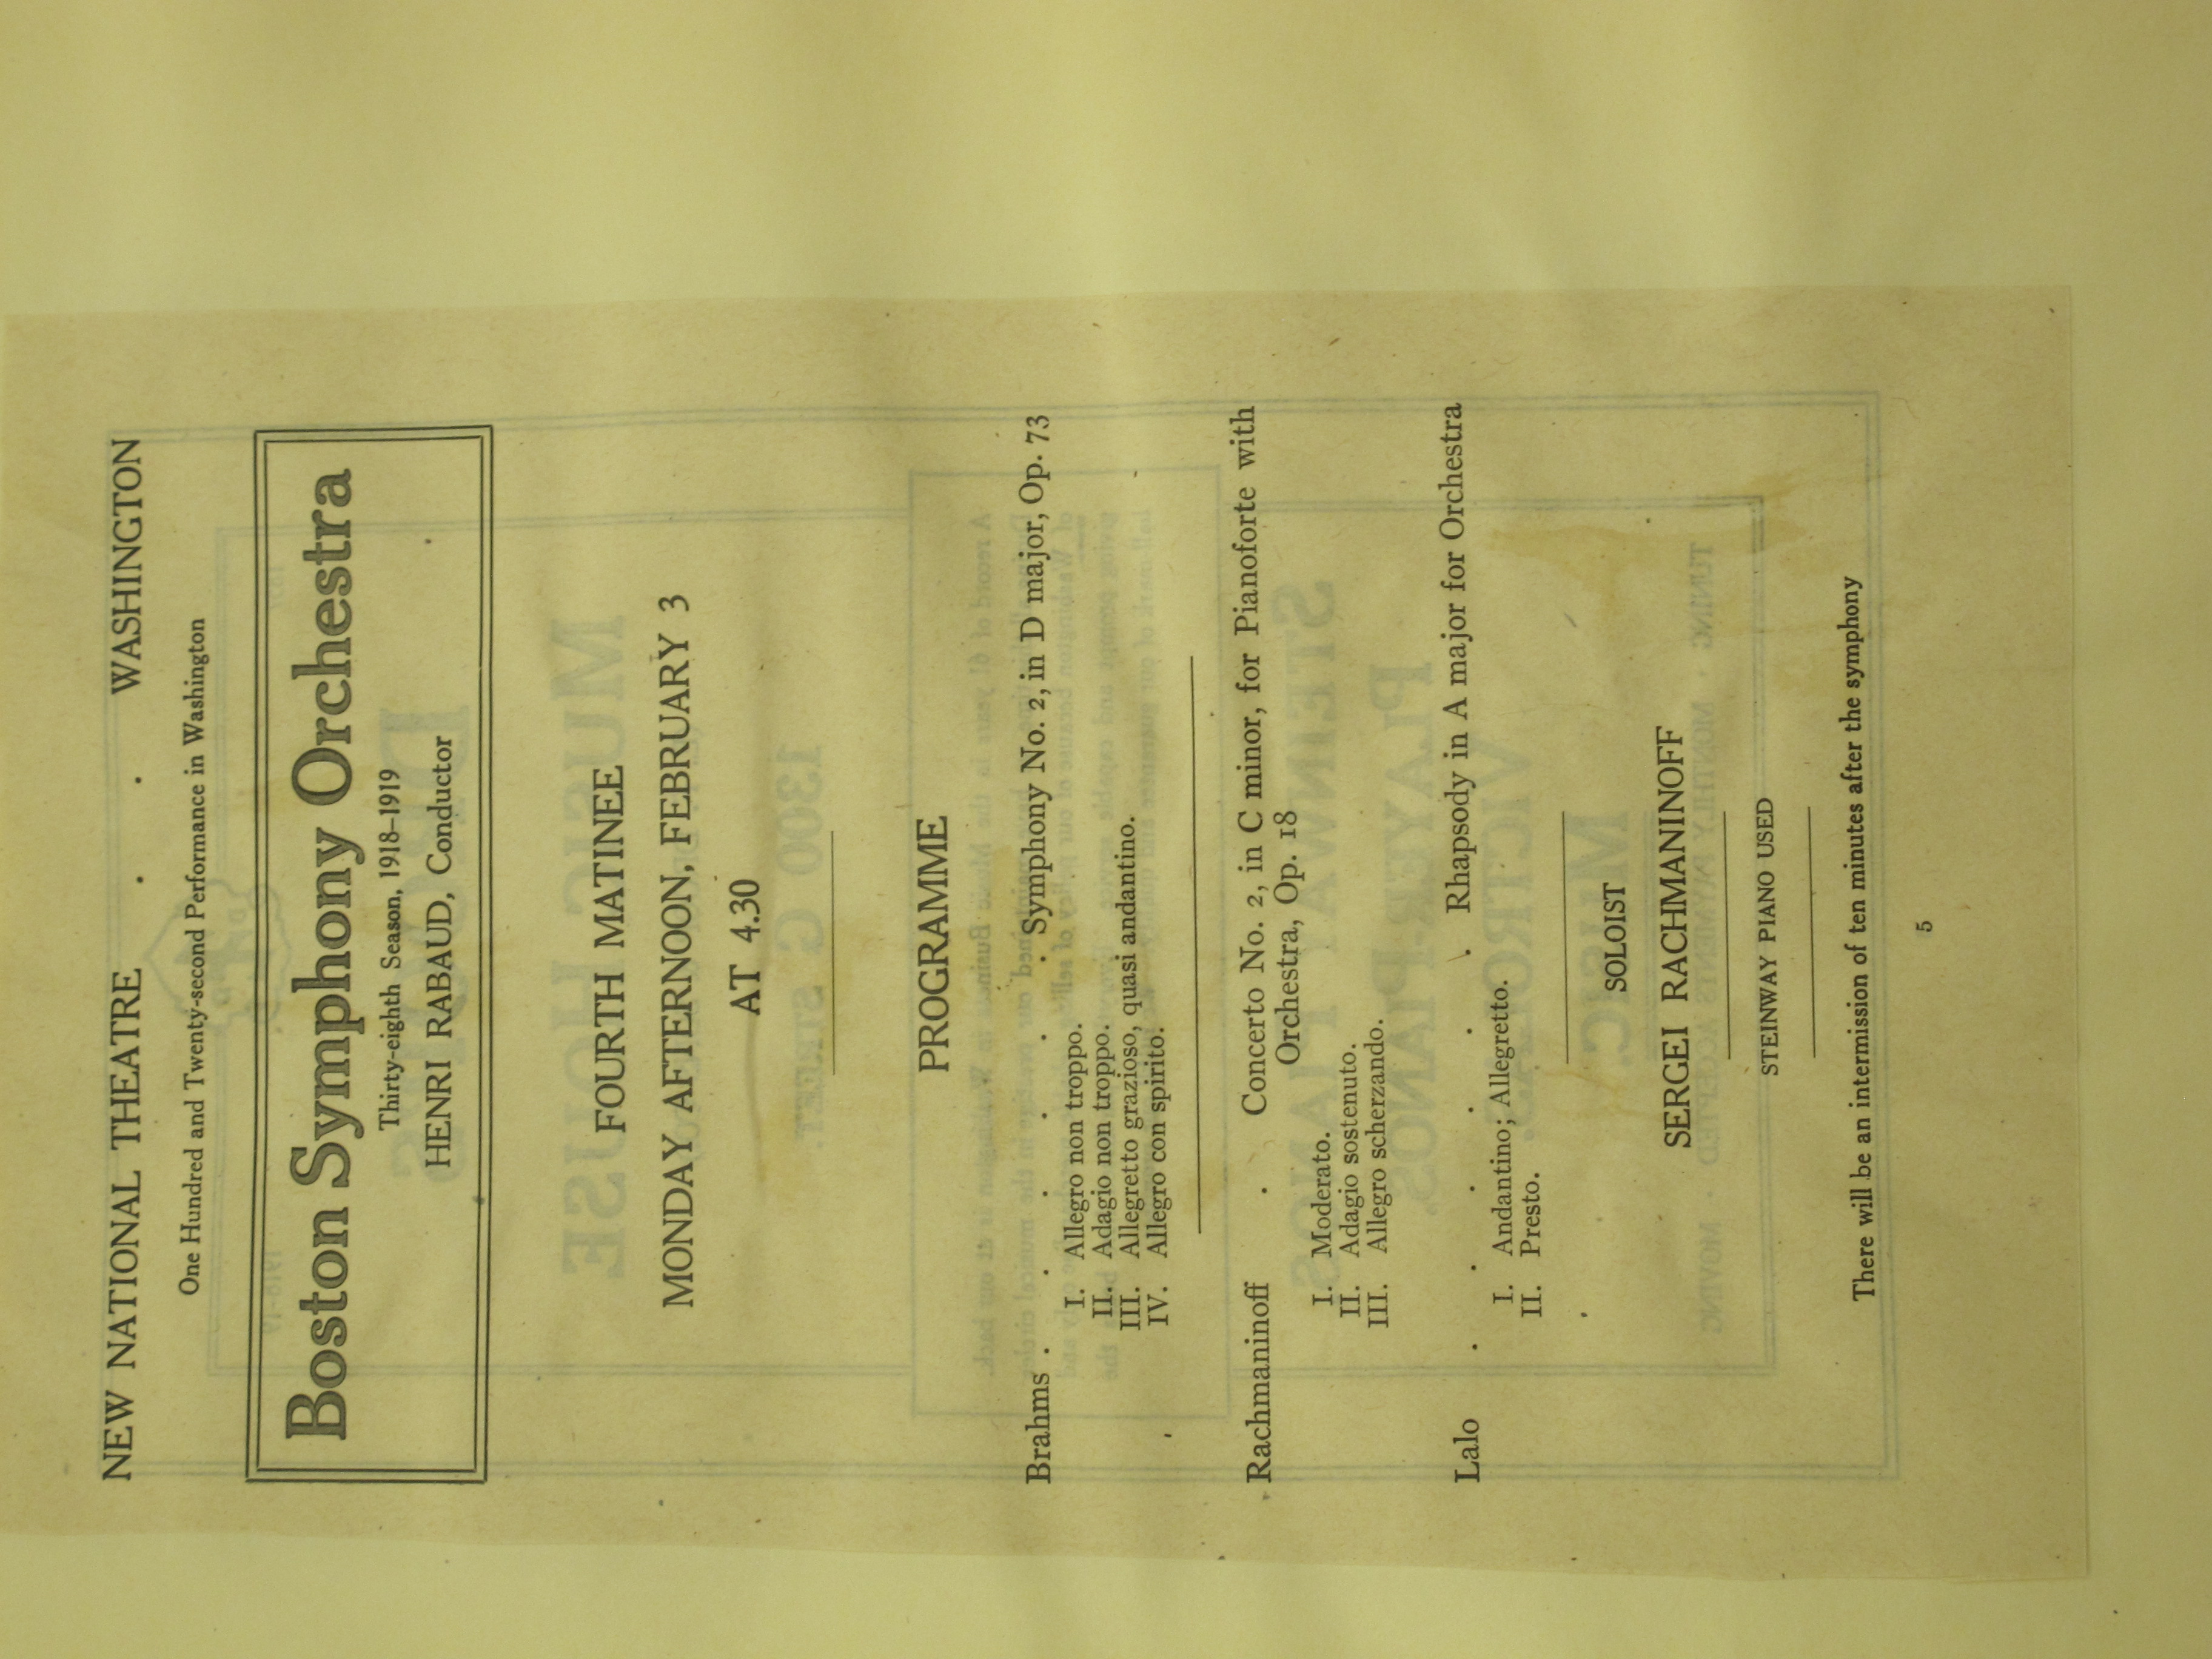 NEW NATIONAL THEATRE . . WASHINGTON
One Hundred and Twenty-second Performance in Washington
Boston Symphony Orchestra
Thirty-eighth Season, 1918-1919
HENRI RABAUD, Conductor
FOURTH MATINEE
MONDAY AFTERNOON, FEBRUARY 3
AT 4.30
PROGRAMME
Brahms . . . . . . Symphony No. 2, in D major, Op. 73
I. Allegro non troppo.
II. Adagio non troppo.
III. Allegretto grazioso, quasi andantino.
IV. Allegro con spirito.
Rachmaninoff . Concerto No. 2, in C minor, for Pianoforte with
Orchestra, Op. 18
I. Moderato.
II. Adagio sostenuto.
III. Allegro scherzando.
Lalo . . . . . . Rhapsody in A major for Orchestra
I. Andantino; Allegretto.
II. Presto.
SOLOIST
SERGEI RACHMANINOFF
STEINWAY PIANO USED
There will be an intermission of ten minutes after the symphony
5